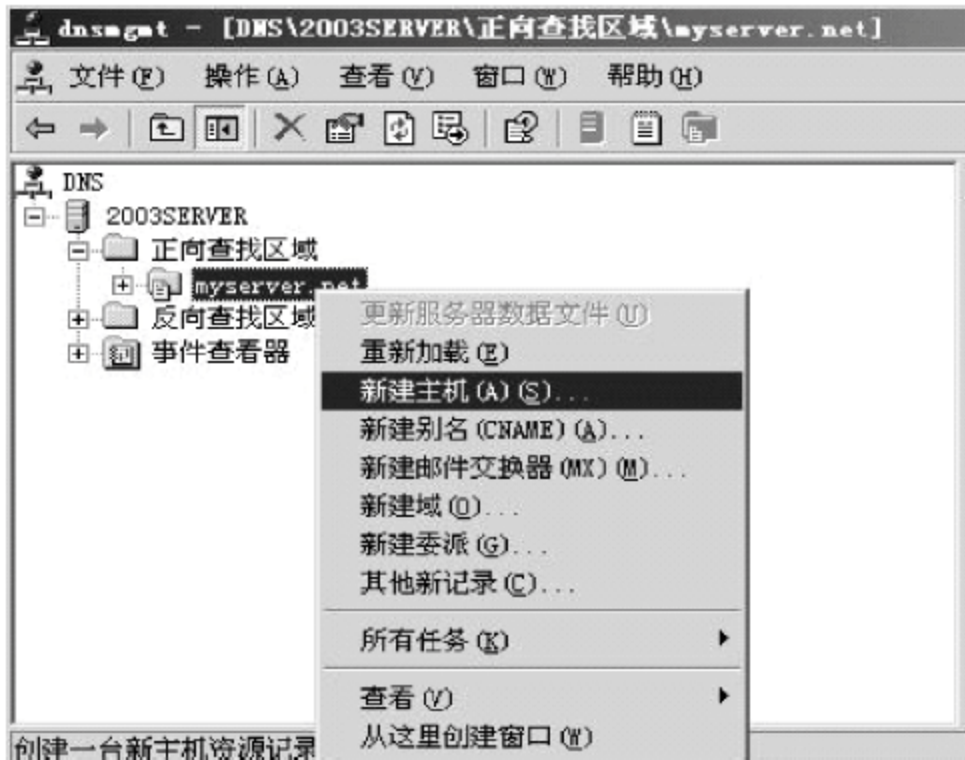 dnsmgmt - [DNS\2003SERVER\正向查找区域\myserver.net]
文件(F) 操作(A) 查看(V) 窗口(W) 帮助(H)
DNS
2003SERVER
正向查找区域
myserver.net
反向查找区域
事件查看器
更新服务器数据文件(U)
重新加载(E)
新建主机(A)(S)...
新建别名(CNAME)(A)...
新建邮件交换器(MX)(M)...
新建域(O)...
新建委派(G)...
其他新记录(C)...
所有任务(K)
查看(V)
从这里创建窗口(W)
创建一台新主机资源记录